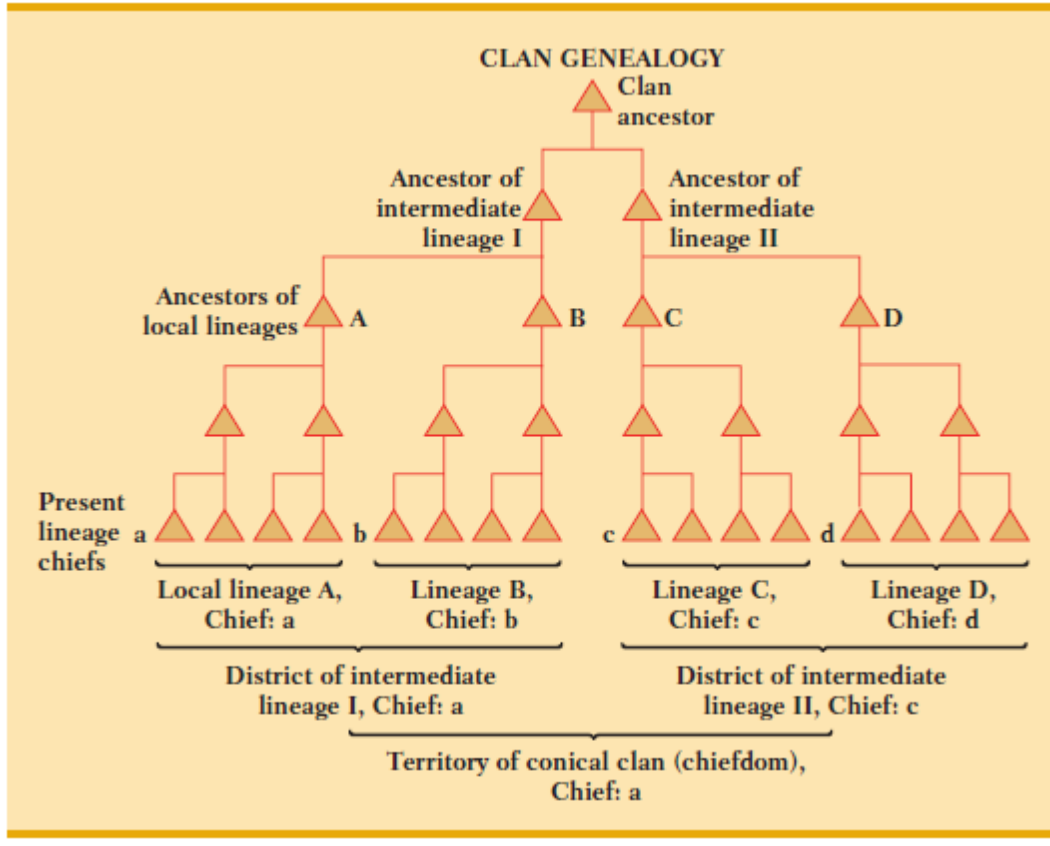 CLAN GENEALOGY
Clan
ancestor
Ancestor of
intermediate
lineage I
Ancestor of
intermediate
lineage II
Ancestors of
local lineages
A
B
C
D
Present
lineage
chiefs
a
b
c
d
Local lineage A,
Chief: a
Lineage B,
Chief: b
Lineage C,
Chief: c
Lineage D,
Chief: d
District of intermediate
lineage I, Chief: a
District of intermediate
lineage II, Chief: c
Territory of conical clan (chiefdom),
Chief: a